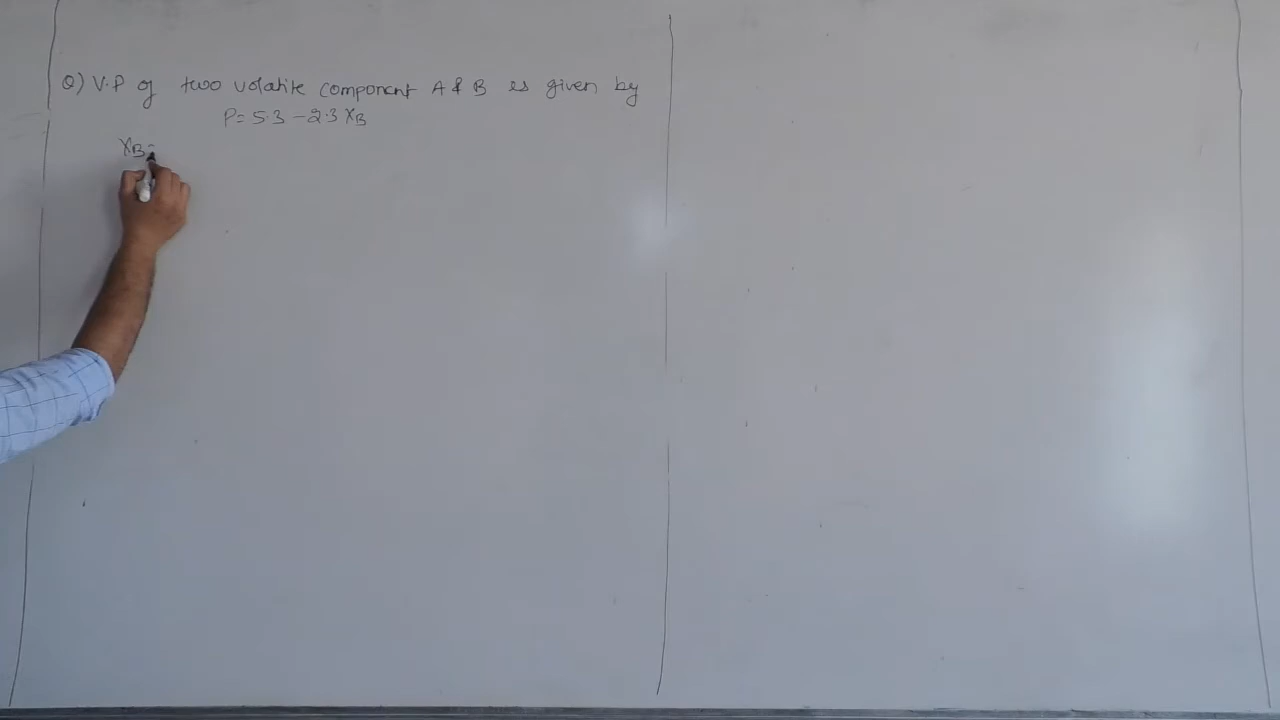 Q) V.P of two volatile component A & B is given by
P = 5.3 - 2.3 XB
XB =